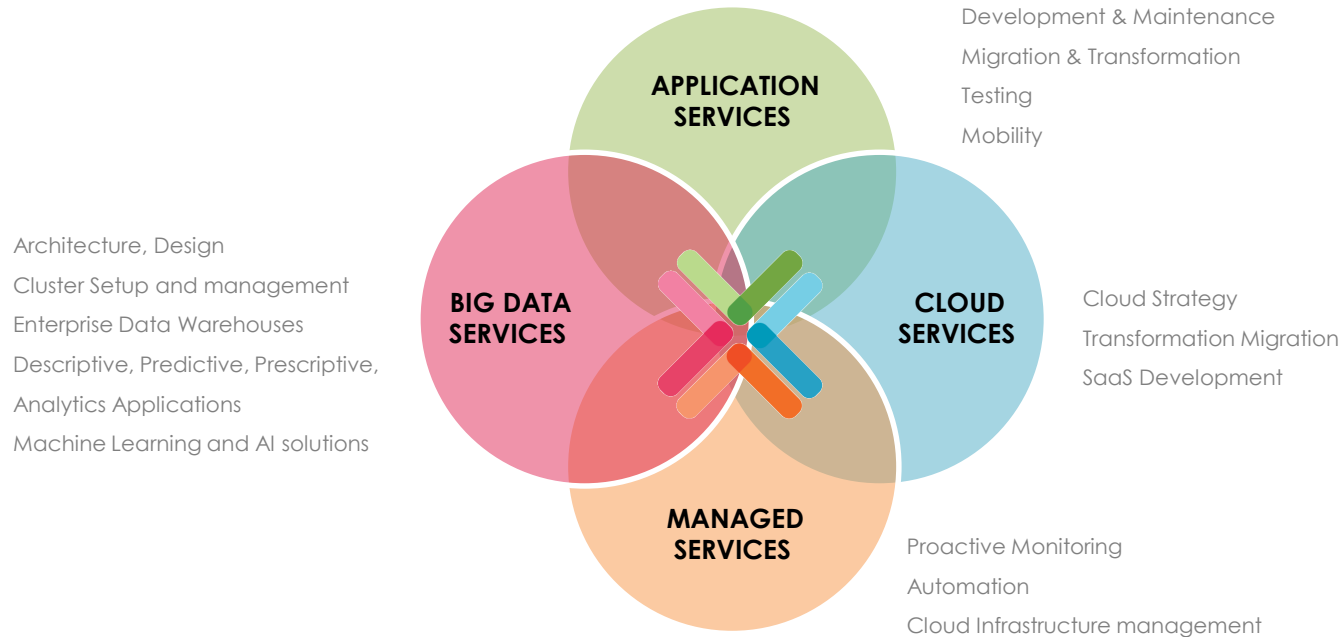 Development & Maintenance
Migration & Transformation
Testing
Mobility
APPLICATION
SERVICES
Architecture, Design
Cluster Setup and management
Enterprise Data Warehouses
Descriptive, Predictive, Prescriptive,
Analytics Applications
Machine Learning and AI solutions
BIG DATA
SERVICES
CLOUD
SERVICES
Cloud Strategy
Transformation Migration
SaaS Development
MANAGED
SERVICES
Proactive Monitoring
Automation
Cloud Infrastructure management